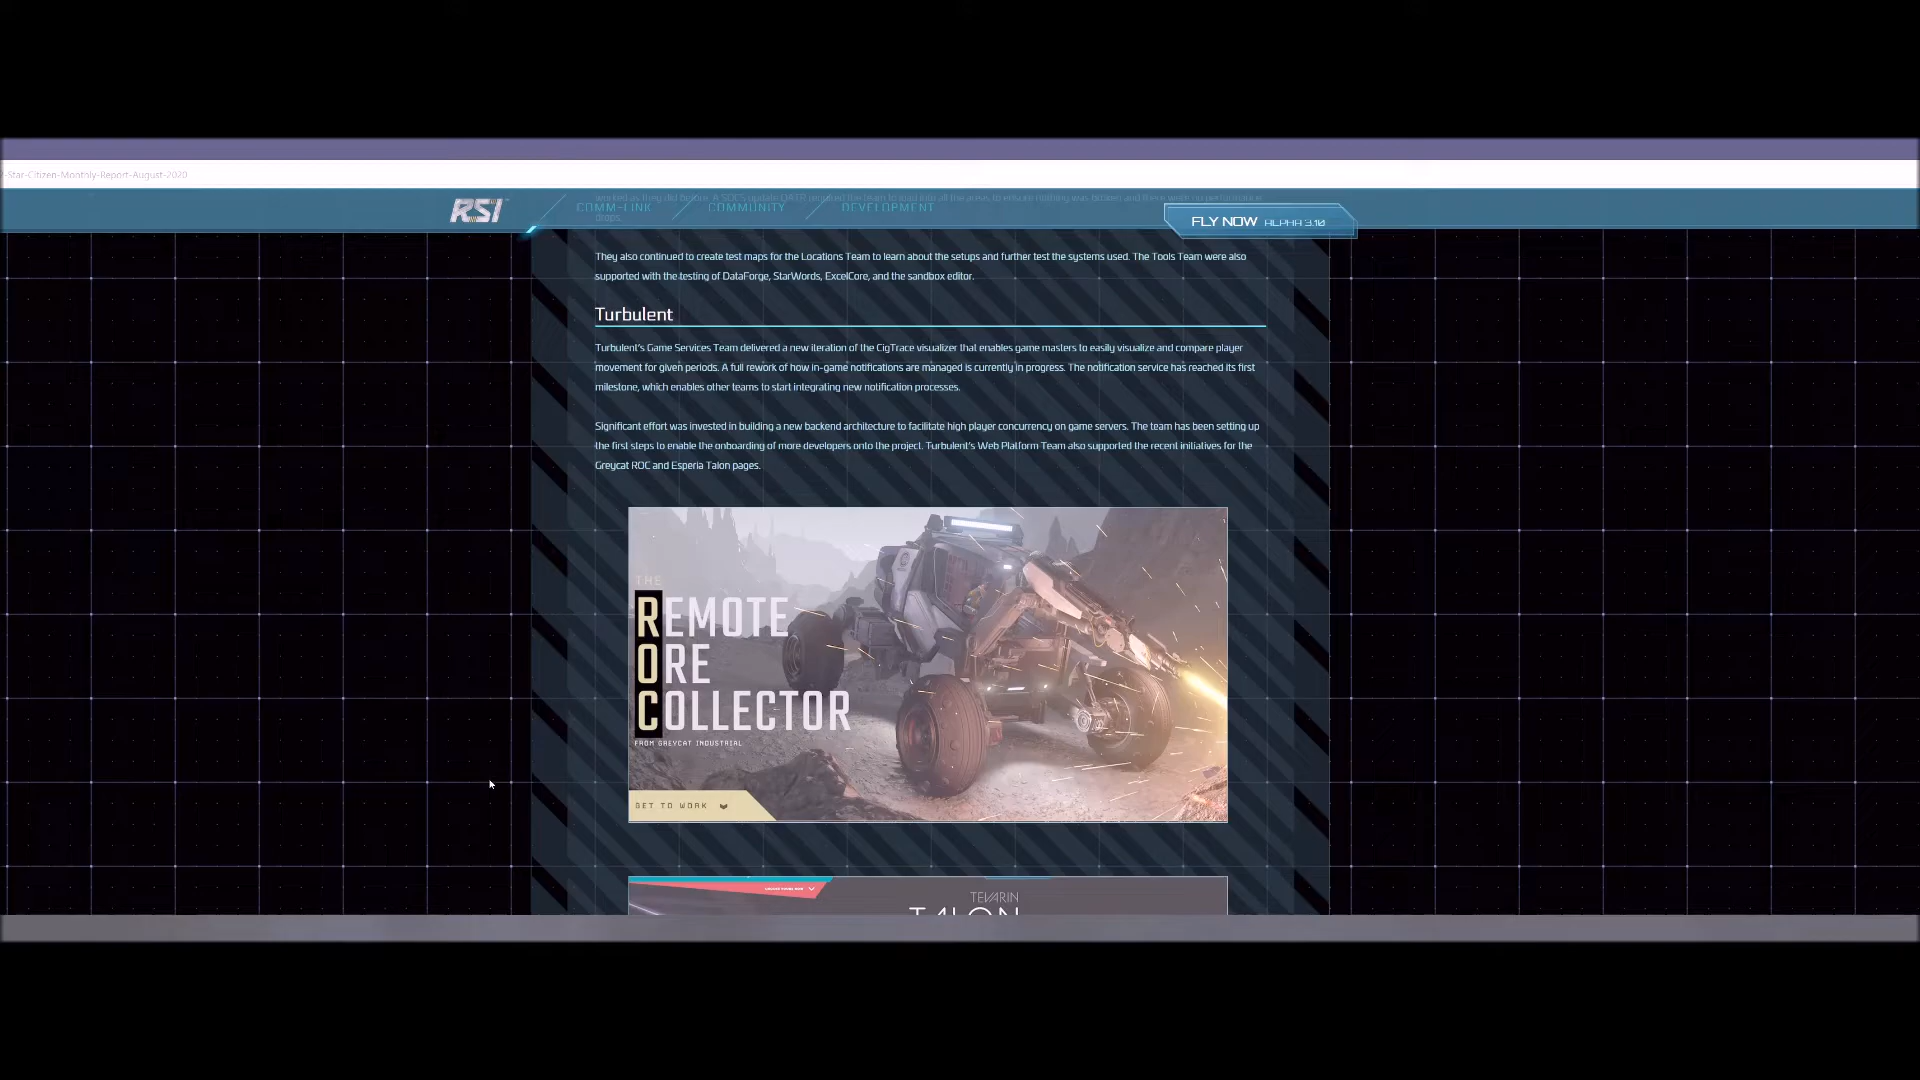 -Star-Citizen-Monthly-Report-August-2020
RSI
COMM-LINK
COMMUNITY
DEVELOPMENT
FLY NOW ALPHA 3.10
drops.
They also continued to create test maps for the Locations Team to learn about the setups and further test the systems used. The Tools Team were also
supported with the testing of DataForge, StarWords, ExcelCore, and the sandbox editor.
Turbulent
Turbulent's Game Services Team delivered a new iteration of the CigTrace visualizer that enables game masters to easily visualize and compare player
movement for given periods. A full rework of how in-game notifications are managed is currently in progress. The notification service has reached its first
milestone, which enables other teams to start integrating new notification processes.
Significant effort was invested in building a new backend architecture to facilitate high player concurrency on game servers. The team has been setting up
the first steps to enable the onboarding of more developers onto the project. Turbulent's Web Platform Team also supported the recent initiatives for the
Greycat ROC and Esperia Talon pages.
THE
REMOTE
ORE
COLLECTOR
FROM GREYCAT INDUSTRIAL
GET TO WORK
TEVARIN
TALON